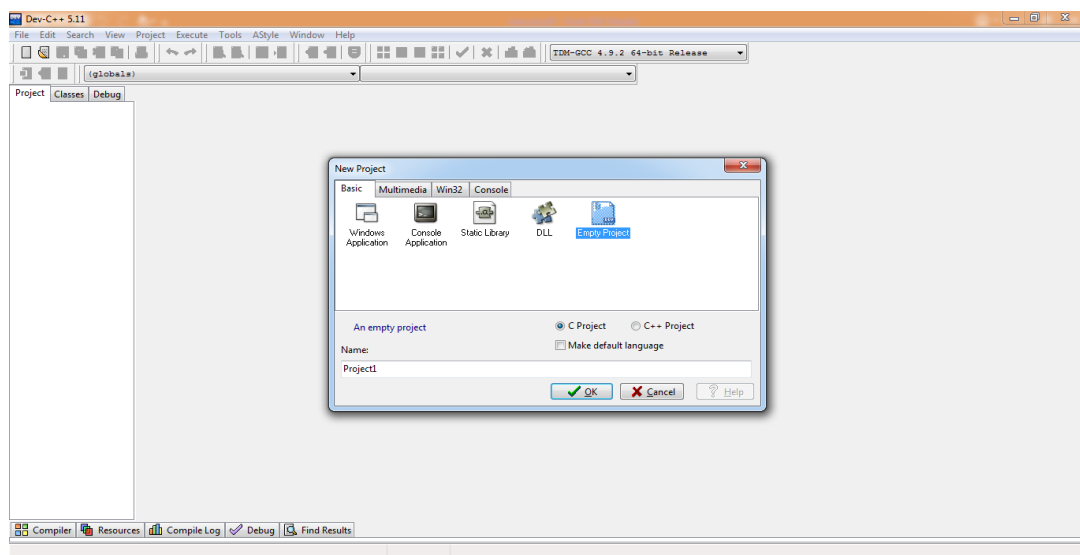 Dev-C++ 5.11
File Edit Search View Project Execute Tools AStyle Window Help
TDM-GCC 4.9.2 64-bit Release
(globals)
Project Classes Debug
New Project
Basic Multimedia Win32 Console
Windows Application
Console Application
Static Library
DLL
Empty Project
An empty project
C Project C++ Project
Make default language
Name:
Project1
OK Cancel Help
Compiler Resources Compile Log Debug Find Results